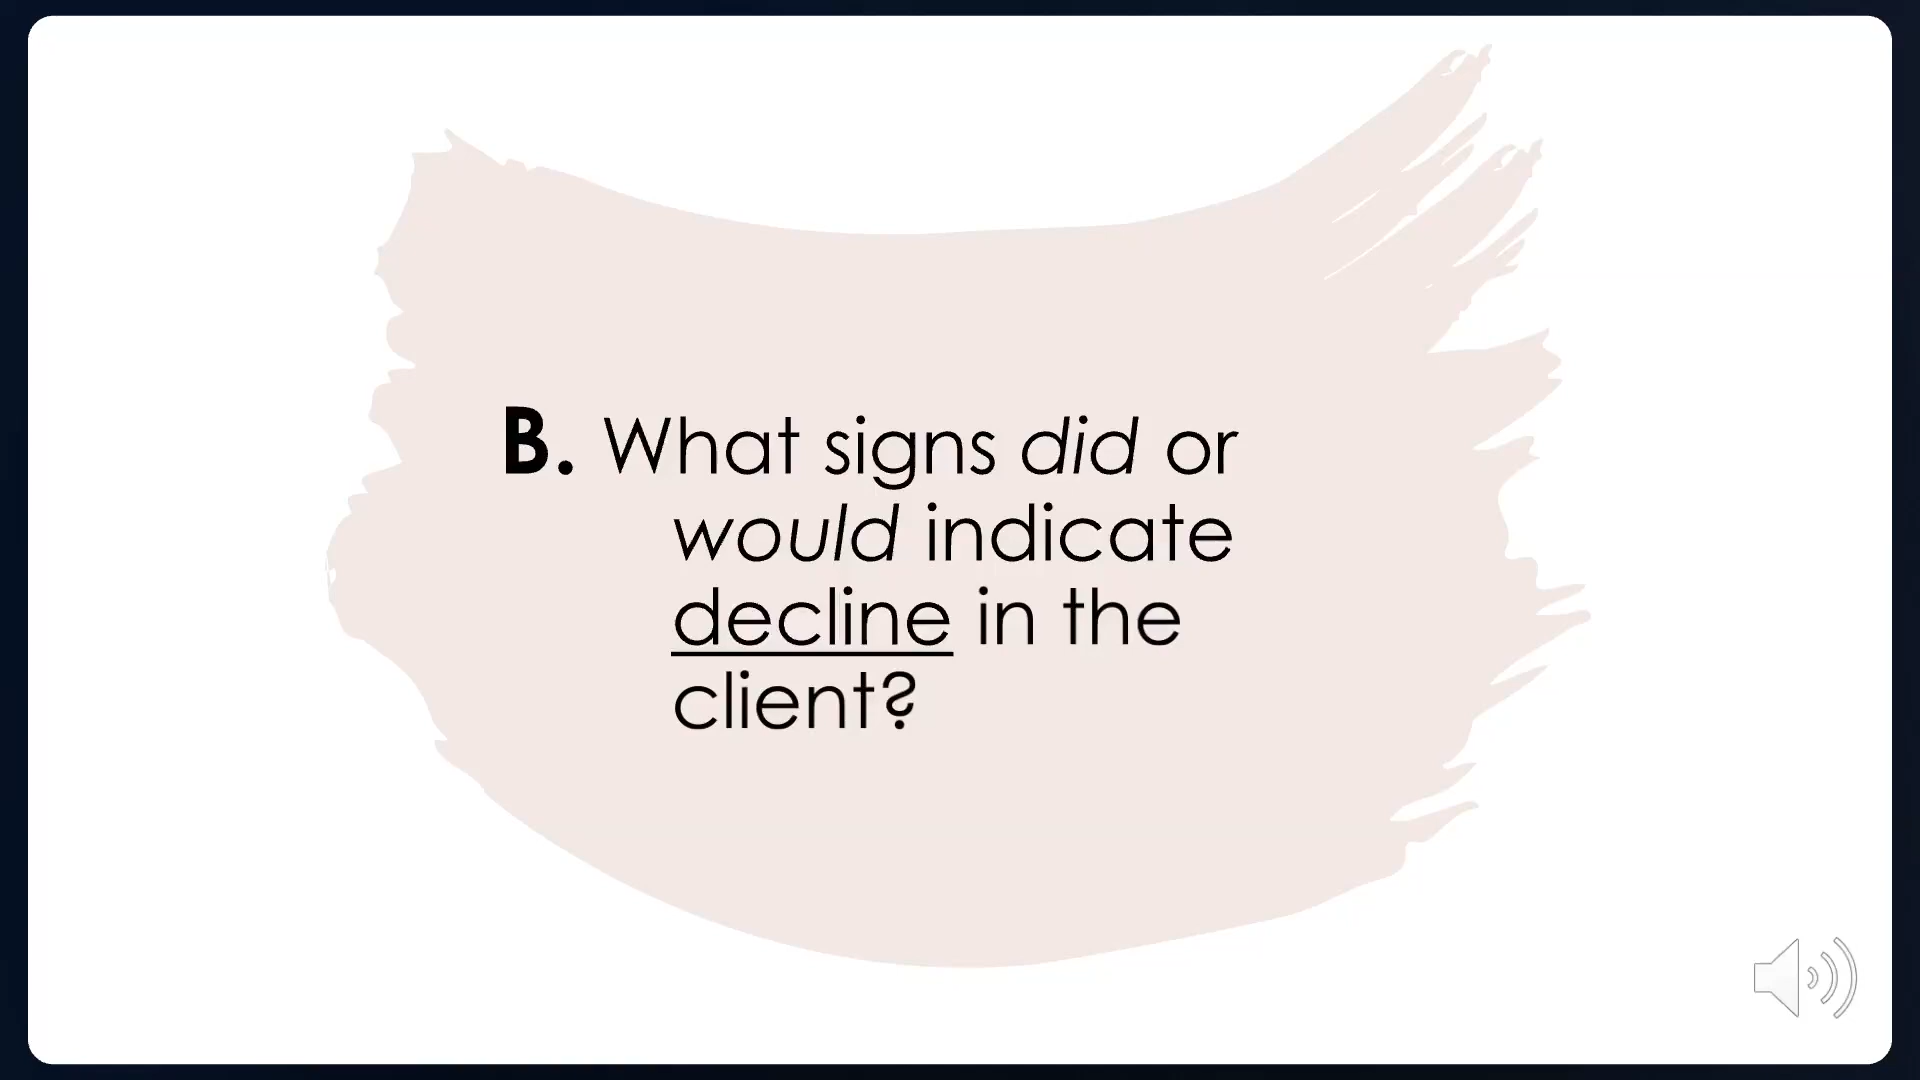 B. What signs did or
would indicate
decline in the
client?